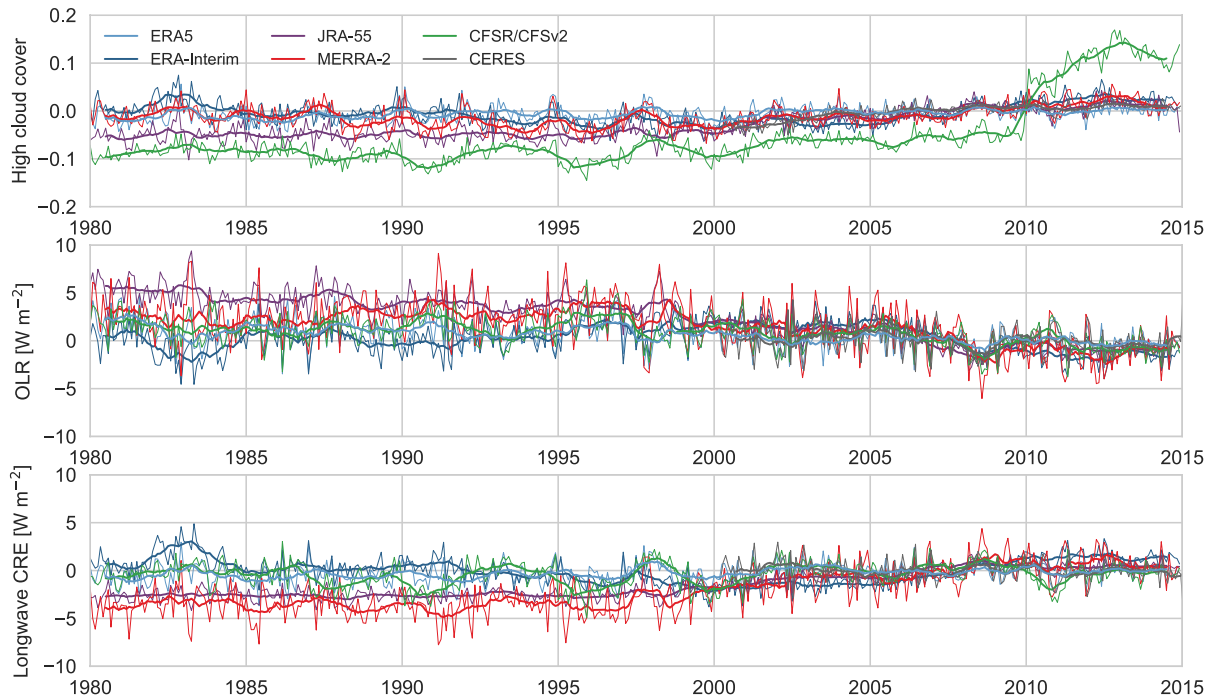 High cloud cover
0.2
0.1
0.0
−0.1
−0.2
ERA5
ERA-Interim
JRA-55
MERRA-2
CFSR/CFSv2
CERES
1980 1985 1990 1995 2000 2005 2010 2015
OLR [W m−2]
10
5
0
−5
−10
1980 1985 1990 1995 2000 2005 2010 2015
Longwave CRE [W m−2]
10
5
0
−5
−10
1980 1985 1990 1995 2000 2005 2010 2015